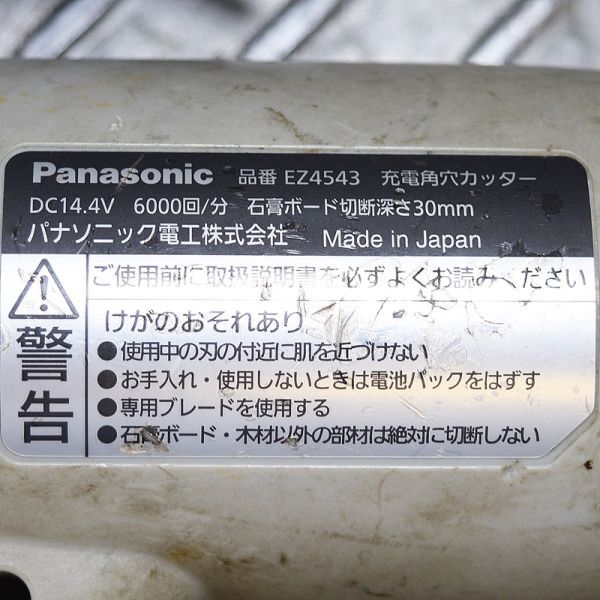 Panasonic 品番 EZ4543 充電角穴カッター
DC14.4V 6000回/分 石膏ボード切断深さ30mm
パナソニック電工株式会社 Made in Japan
警告
ご使用前に取扱説明書を必ずよくお読みください
けがのおそれあり
●使用中の刃の付近に肌を近づけない
●お手入れ・使用しないときは電池パックをはずす
●専用ブレードを使用する
●石膏ボード・木材以外の部材は絶対に切断しない